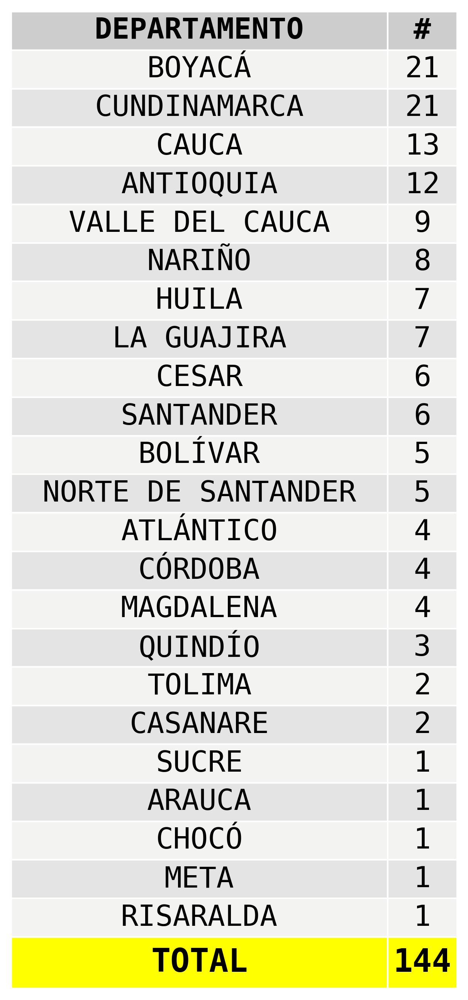 DEPARTAMENTO #
BOYACÁ 21
CUNDINAMARCA 21
CAUCA 13
ANTIOQUIA 12
VALLE DEL CAUCA 9
NARIÑO 8
HUILA 7
LA GUAJIRA 7
CESAR 6
SANTANDER 6
BOLÍVAR 5
NORTE DE SANTANDER 5
ATLÁNTICO 4
CÓRDOBA 4
MAGDALENA 4
QUINDÍO 3
TOLIMA 2
CASANARE 2
SUCRE 1
ARAUCA 1
CHOCÓ 1
META 1
RISARALDA 1
TOTAL 144